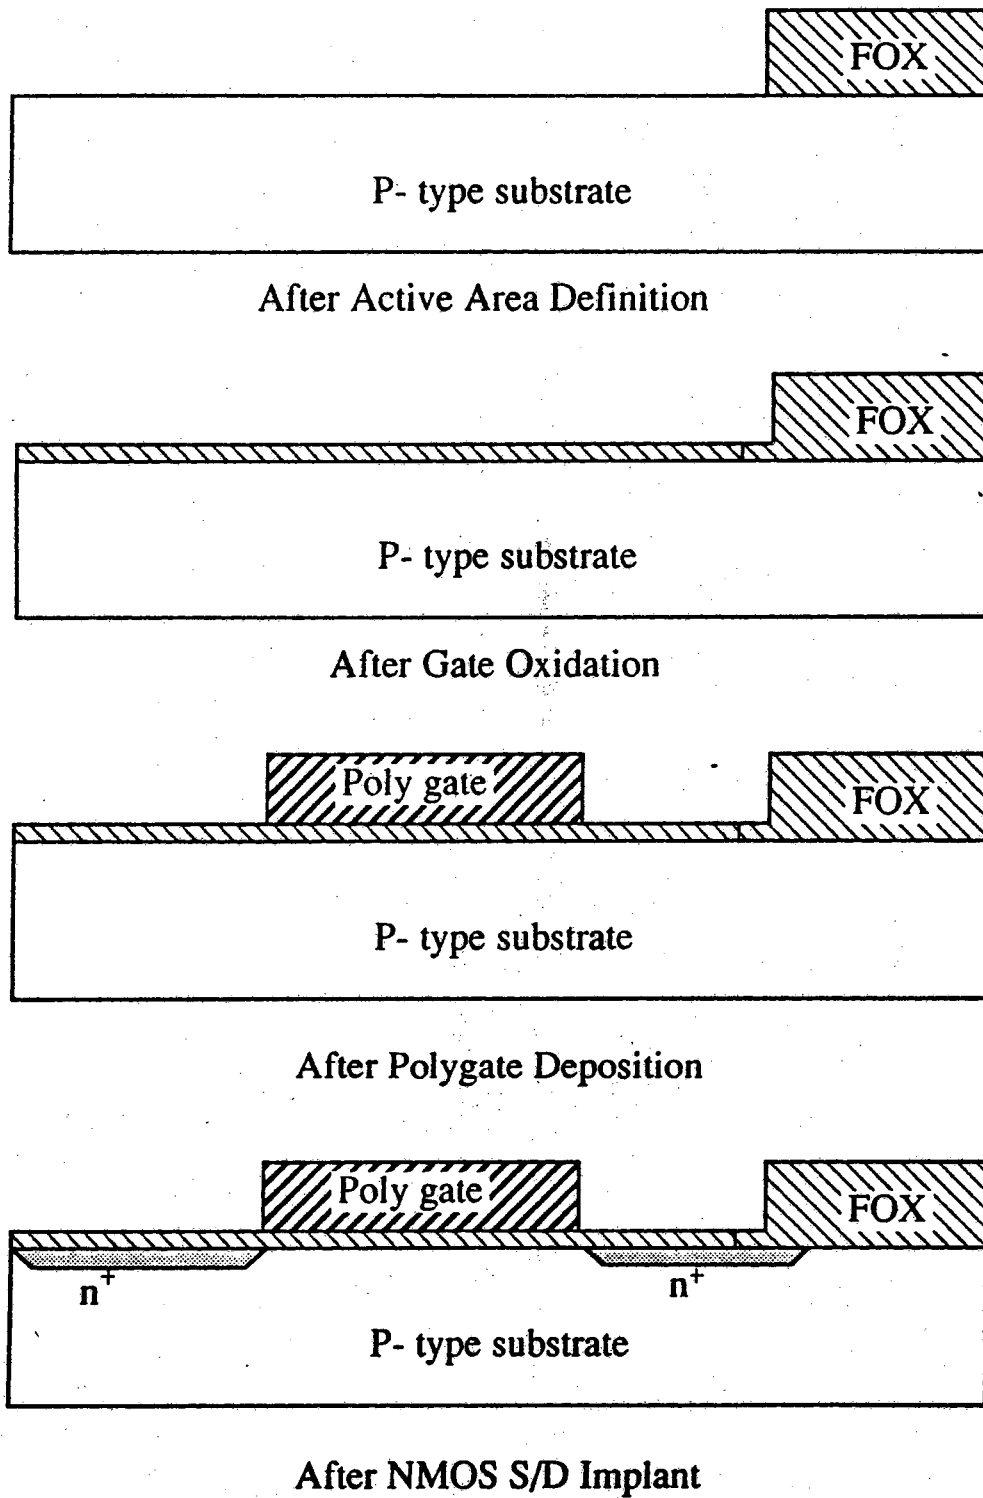 FOX
P- type substrate
After Active Area Definition
FOX
P- type substrate
After Gate Oxidation
Poly gate
FOX
P- type substrate
After Polygate Deposition
Poly gate
FOX
n+
n+
P- type substrate
After NMOS S/D Implant